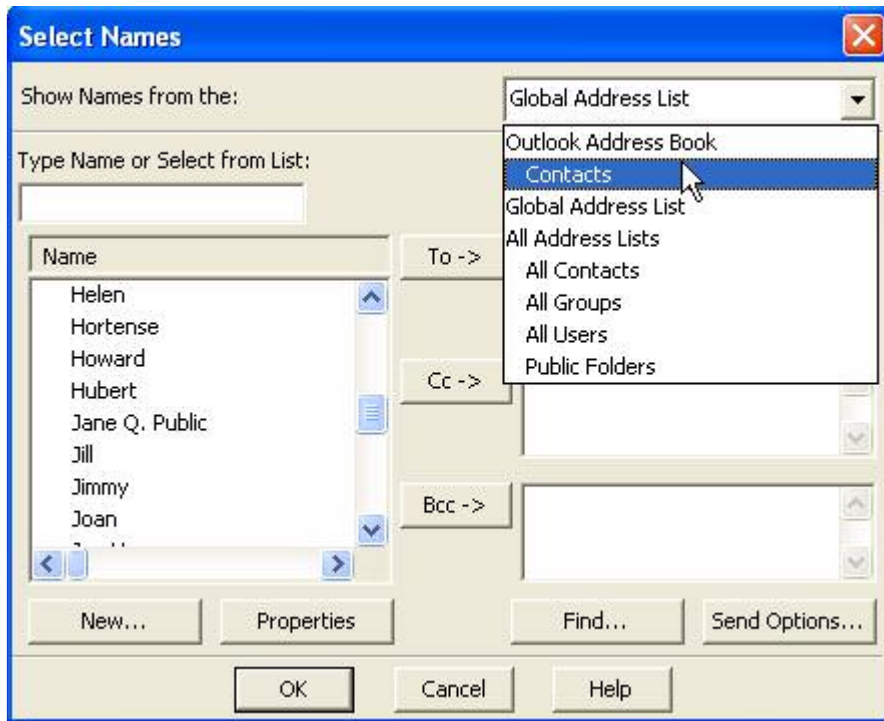 Select Names
Show Names from the:
Global Address List
Outlook Address Book
Contacts
Global Address List
All Address Lists
All Contacts
All Groups
All Users
Public Folders
Type Name or Select from List:
Name
Helen
Hortense
Howard
Hubert
Jane Q. Public
Jill
Jimmy
Joan
To ->
Cc ->
Bcc ->
New...
Properties
Find...
Send Options...
OK
Cancel
Help